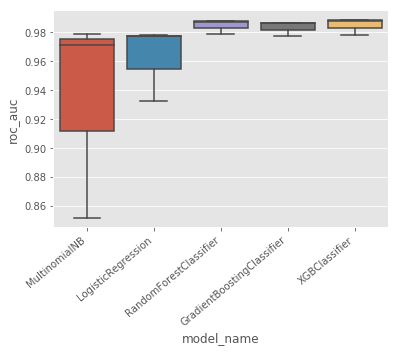 roc_auc
0.98
0.96
0.94
0.92
0.90
0.88
0.86
MultinomialNB
LogisticRegression
RandomForestClassifier
GradientBoostingClassifier
XGBClassifier
model_name